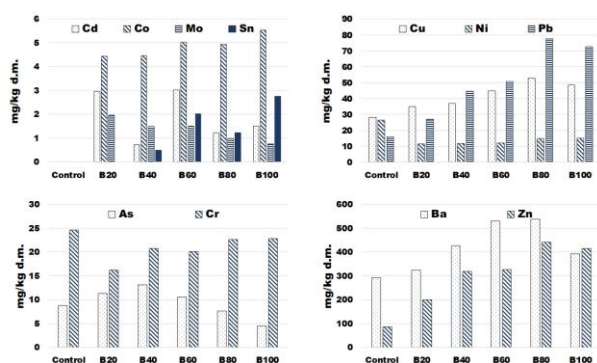 Cd Co Mo Sn
mg/kg d.m.
6
5
4
3
2
1
0
Control B20 B40 B60 B80 B100
Cu Ni Pb
mg/kg d.m.
90
80
70
60
50
40
30
20
10
0
Control B20 B40 B60 B80 B100
As Cr
mg/kg d.m.
30
25
20
15
10
5
0
Control B20 B40 B60 B80 B100
Ba Zn
mg/kg d.m.
600
500
400
300
200
100
0
Control B20 B40 B60 B80 B100